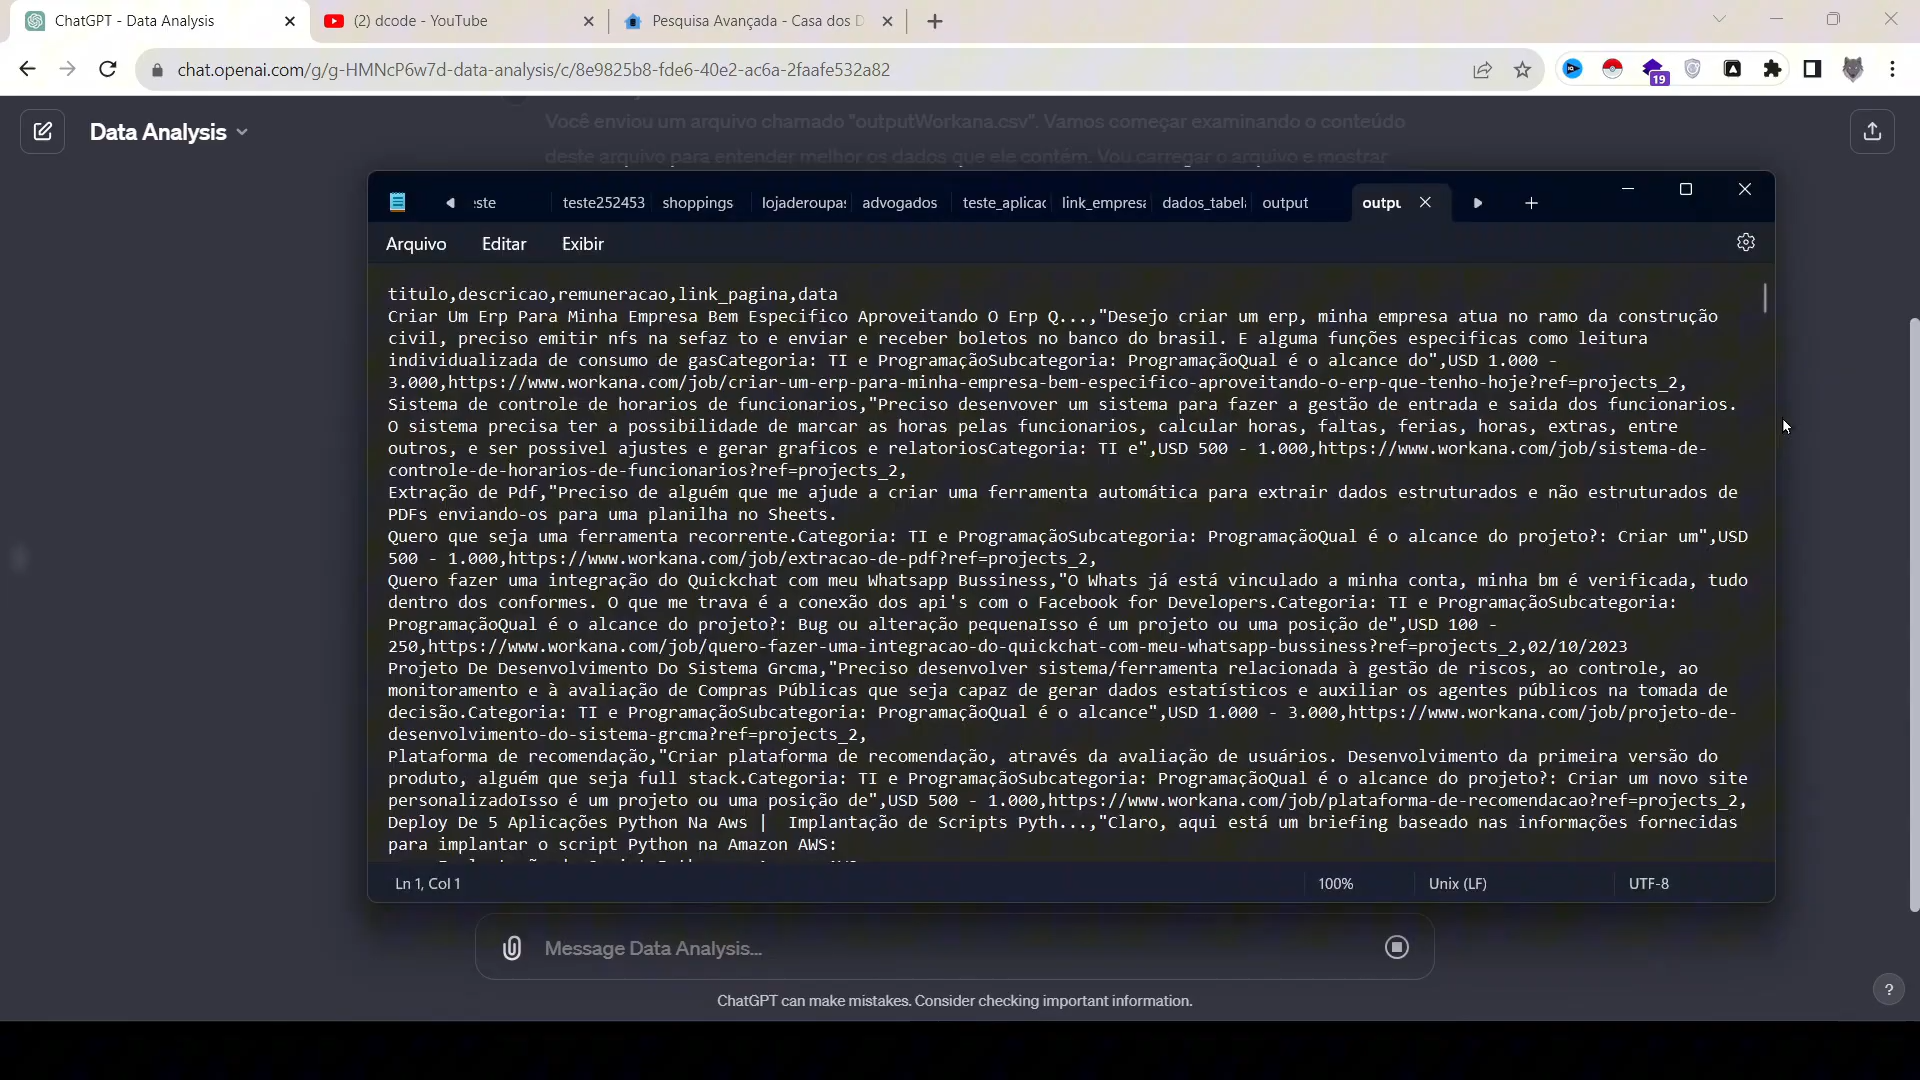 ChatGPT - Data Analysis
(2) dcode - YouTube
Pesquisa Avançada - Casa dos D
chat.openai.com/g/g-HMNcP6w7d-data-analysis/c/8e9825b8-fde6-40e2-ac6a-2faafe532a82
19
Data Analysis
Você enviou um arquivo chamado "outputWorkana.csv". Vamos começar examinando o conteúdo
deste arquivo para entender melhor os dados que ele contém. Vou carregar o arquivo e mostrar
este teste252453 shoppings lojaderoupas advogados teste_aplicac link_empresa dados_tabel output outpu
Arquivo Editar Exibir
titulo,descricao,remuneracao,link_pagina,data
Criar Um Erp Para Minha Empresa Bem Especifico Aproveitando O Erp Q...,"Desejo criar um erp, minha empresa atua no ramo da construção
civil, preciso emitir nfs na sefaz to e enviar e receber boletos no banco do brasil. E alguma funções especificas como leitura
individualizada de consumo de gasCategoria: TI e ProgramaçãoSubcategoria: ProgramaçãoQual é o alcance do",USD 1.000 -
3.000,https://www.workana.com/job/criar-um-erp-para-minha-empresa-bem-especifico-aproveitando-o-erp-que-tenho-hoje?ref=projects_2,
Sistema de controle de horarios de funcionarios,"Preciso desenvover um sistema para fazer a gestão de entrada e saida dos funcionarios.
O sistema precisa ter a possibilidade de marcar as horas pelas funcionarios, calcular horas, faltas, ferias, horas, extras, entre
outros, e ser possivel ajustes e gerar graficos e relatoriosCategoria: TI e",USD 500 - 1.000,https://www.workana.com/job/sistema-de-
controle-de-horarios-de-funcionarios?ref=projects_2,
Extração de Pdf,"Preciso de alguém que me ajude a criar uma ferramenta automática para extrair dados estruturados e não estruturados de
PDFs enviando-os para uma planilha no Sheets.
Quero que seja uma ferramenta recorrente.Categoria: TI e ProgramaçãoSubcategoria: ProgramaçãoQual é o alcance do projeto?: Criar um",USD
500 - 1.000,https://www.workana.com/job/extracao-de-pdf?ref=projects_2,
Quero fazer uma integração do Quickchat com meu Whatsapp Bussiness,"O Whats já está vinculado a minha conta, minha bm é verificada, tudo
dentro dos conformes. O que me trava é a conexão dos api's com o Facebook for Developers.Categoria: TI e ProgramaçãoSubcategoria:
ProgramaçãoQual é o alcance do projeto?: Bug ou alteração pequenaIsso é um projeto ou uma posição de",USD 100 -
250,https://www.workana.com/job/quero-fazer-uma-integracao-do-quickchat-com-meu-whatsapp-bussiness?ref=projects_2,02/10/2023
Projeto De Desenvolvimento Do Sistema Grcma,"Preciso desenvolver sistema/ferramenta relacionada à gestão de riscos, ao controle, ao
monitoramento e à avaliação de Compras Públicas que seja capaz de gerar dados estatísticos e auxiliar os agentes públicos na tomada de
decisão.Categoria: TI e ProgramaçãoSubcategoria: ProgramaçãoQual é o alcance",USD 1.000 - 3.000,https://www.workana.com/job/projeto-de-
desenvolvimento-do-sistema-grcma?ref=projects_2,
Plataforma de recomendação,"Criar plataforma de recomendação, através da avaliação de usuários. Desenvolvimento da primeira versão do
produto, alguém que seja full stack.Categoria: TI e ProgramaçãoSubcategoria: ProgramaçãoQual é o alcance do projeto?: Criar um novo site
personalizadoIsso é um projeto ou uma posição de",USD 500 - 1.000,https://www.workana.com/job/plataforma-de-recomendacao?ref=projects_2,
Deploy De 5 Aplicações Python Na Aws |  Implantação de Scripts Pyth...,"Claro, aqui está um briefing baseado nas informações fornecidas
para implantar o script Python na Amazon AWS:
Ln 1, Col 1 100% Unix (LF) UTF-8
Message Data Analysis...
ChatGPT can make mistakes. Consider checking important information.
?